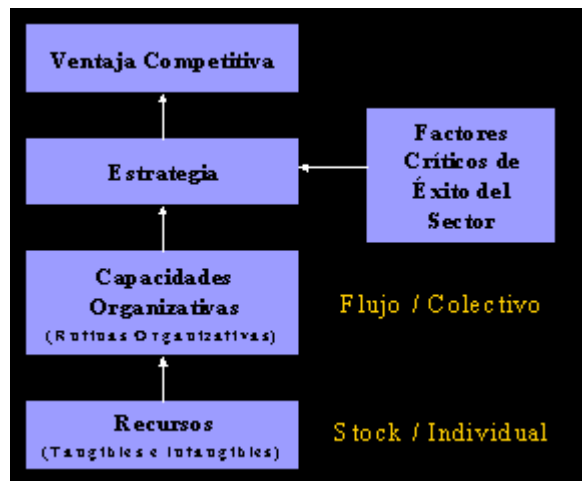 Ventaja Competitiva
Estrategia
Factores
Críticos de
Éxito del
Sector
Capacidades
Organizativas
(Rutinas Organizativas)
Flujo / Colectivo
Recursos
(Tangibles e Intangibles)
Stock / Individual